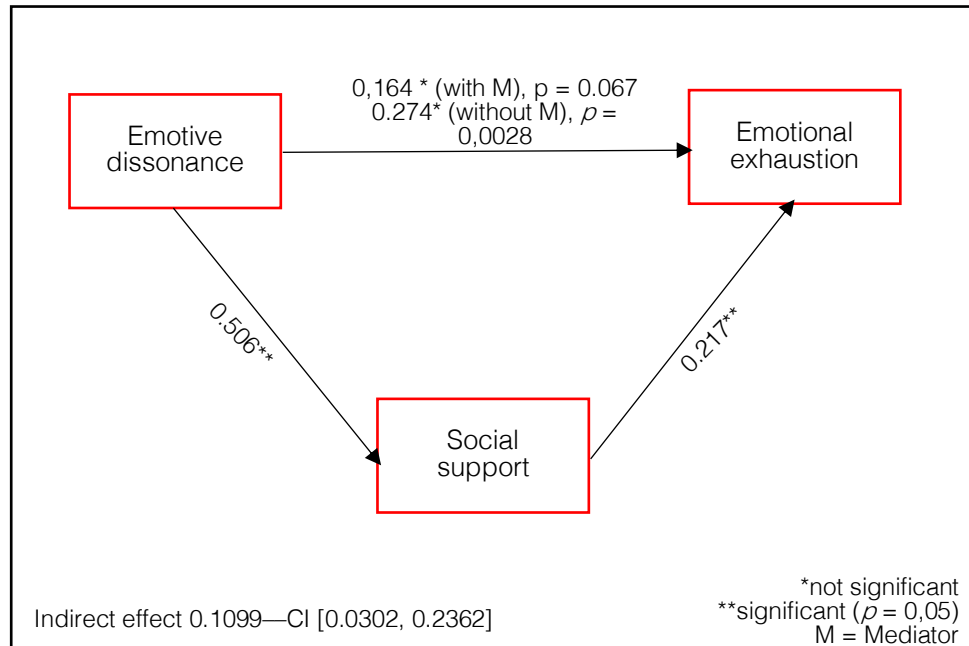 0,164 * (with M), p = 0.067
0.274* (without M), p =
0,0028
Emotive
dissonance
Emotional
exhaustion
0.506**
0.217**
Social
support
Indirect effect 0.1099—CI [0.0302, 0.2362]
*not significant
**significant (p = 0,05)
M = Mediator